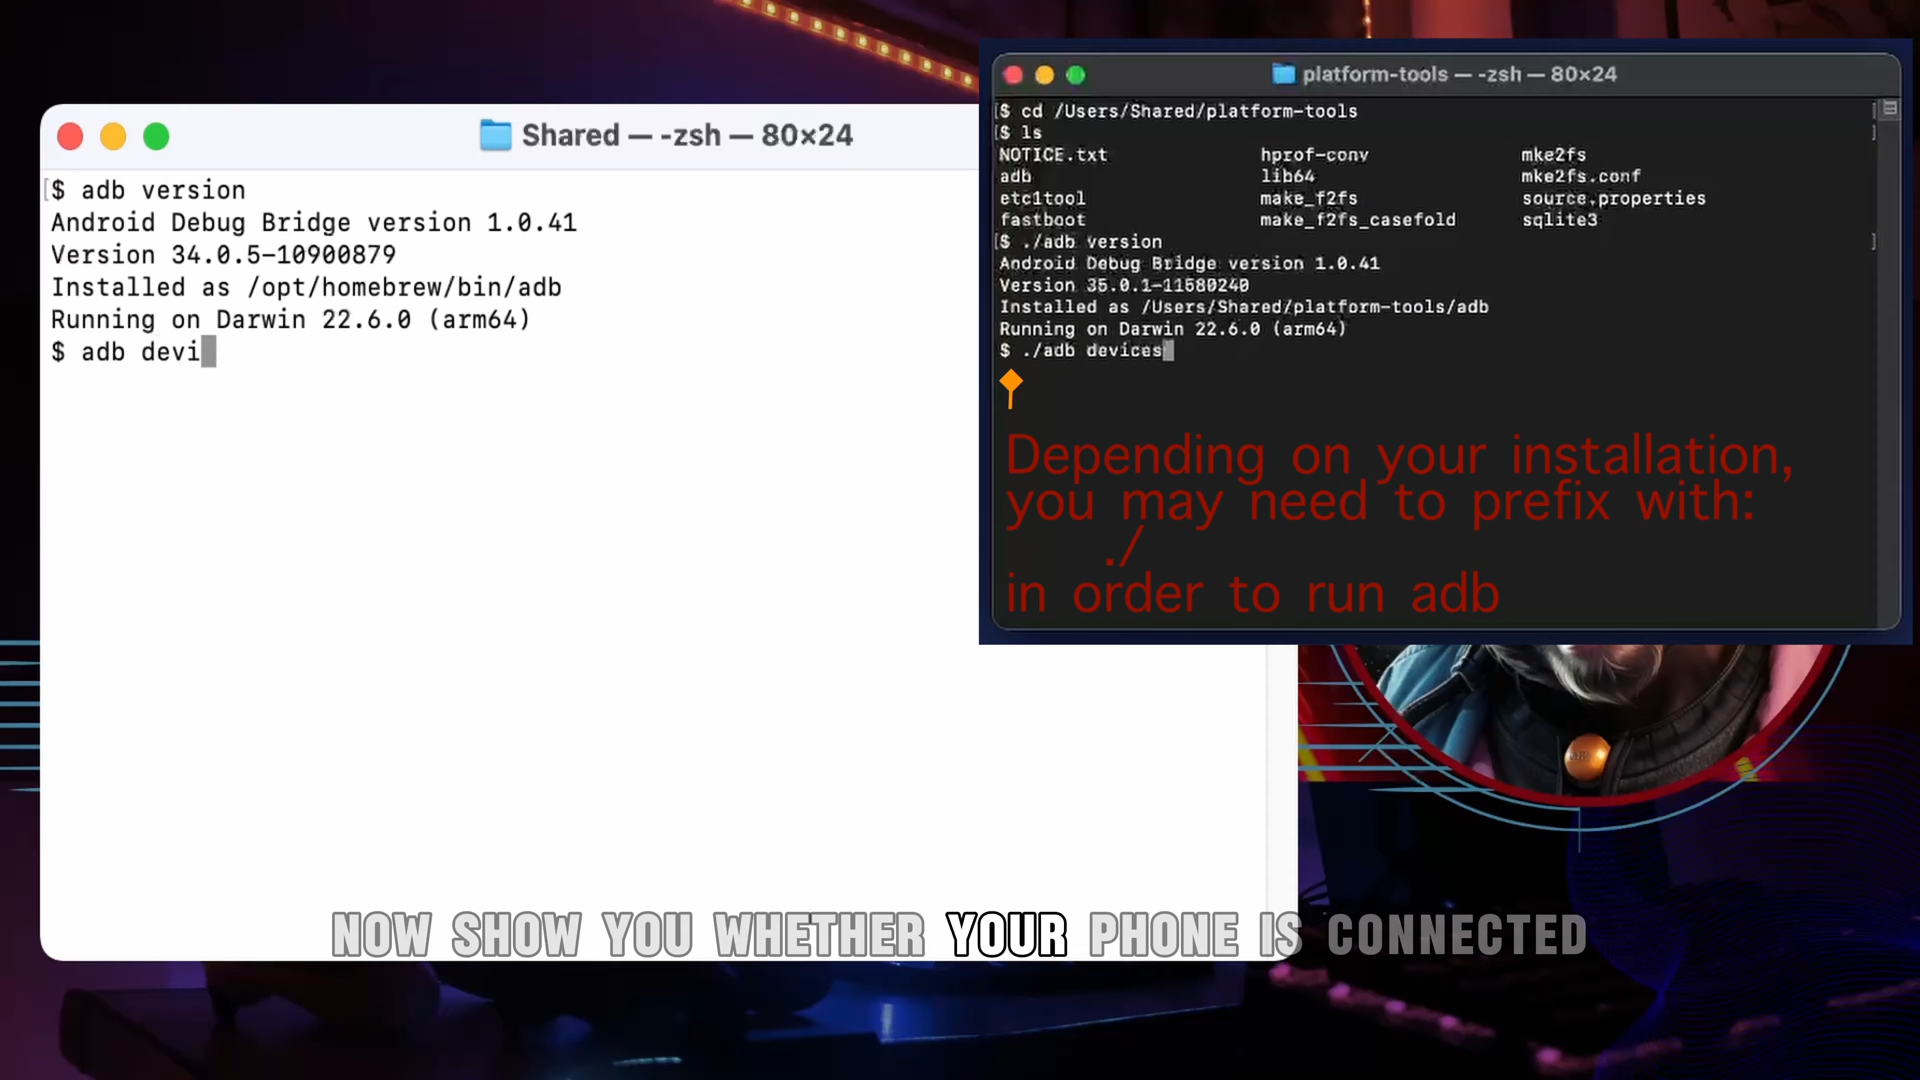 Shared — -zsh — 80×24
$ adb version
Android Debug Bridge version 1.0.41
Version 34.0.5-10900879
Installed as /opt/homebrew/bin/adb
Running on Darwin 22.6.0 (arm64)
$ adb devi
platform-tools — -zsh — 80×24
$ cd /Users/Shared/platform-tools
$ ls
NOTICE.txt hprof-conv mke2fs
adb lib64 mke2fs.conf
etc1tool make_f2fs source.properties
fastboot make_f2fs_casefold sqlite3
$ ./adb version
Android Debug Bridge version 1.0.41
Version 35.0.1-11580240
Installed as /Users/Shared/platform-tools/adb
Running on Darwin 22.6.0 (arm64)
$ ./adb devices
Depending on your installation,
you may need to prefix with:
./
in order to run adb
NOW SHOW YOU WHETHER YOUR PHONE IS CONNECTED